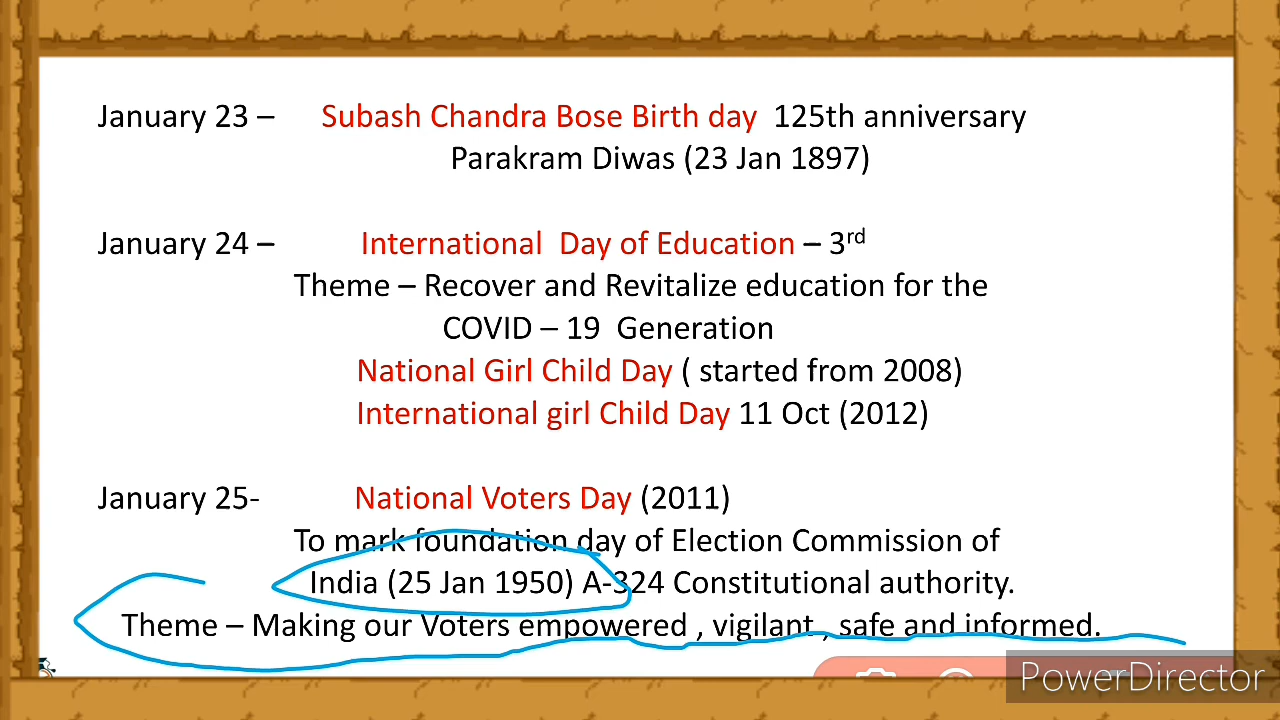 January 23 – Subash Chandra Bose Birth day 125th anniversary
Parakram Diwas (23 Jan 1897)
January 24 – International Day of Education – 3rd
Theme – Recover and Revitalize education for the
COVID – 19 Generation
National Girl Child Day ( started from 2008)
International girl Child Day 11 Oct (2012)
January 25- National Voters Day (2011)
To mark foundation day of Election Commission of
India (25 Jan 1950) A-324 Constitutional authority.
Theme – Making our Voters empowered , vigilant , safe and informed.
PowerDirector